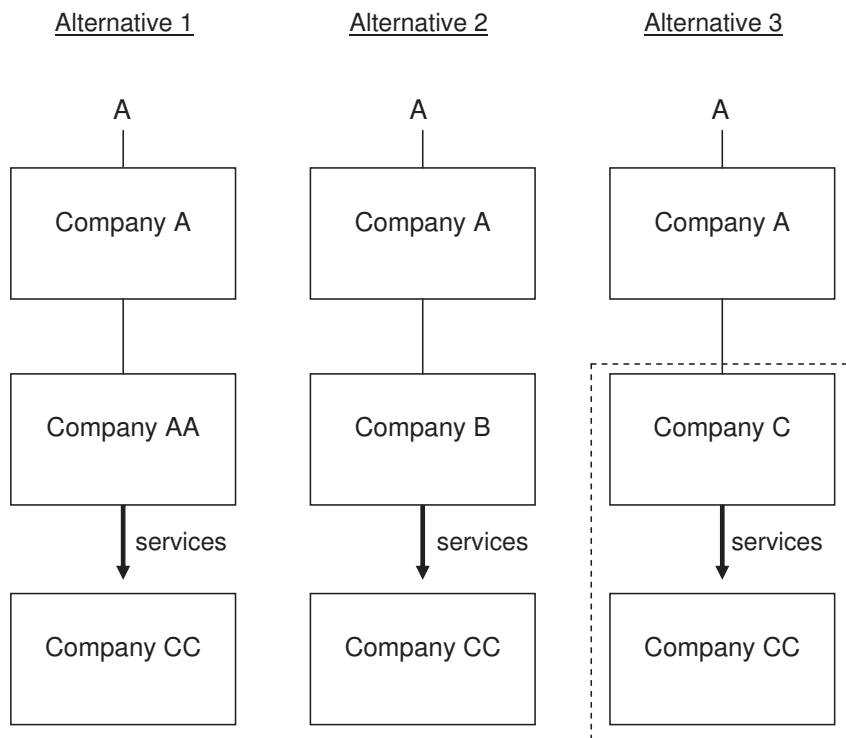 Alternative 1 Alternative 2 Alternative 3
A A A
Company A Company A Company A
Company AA Company B Company C
services services services
Company CC Company CC Company CC